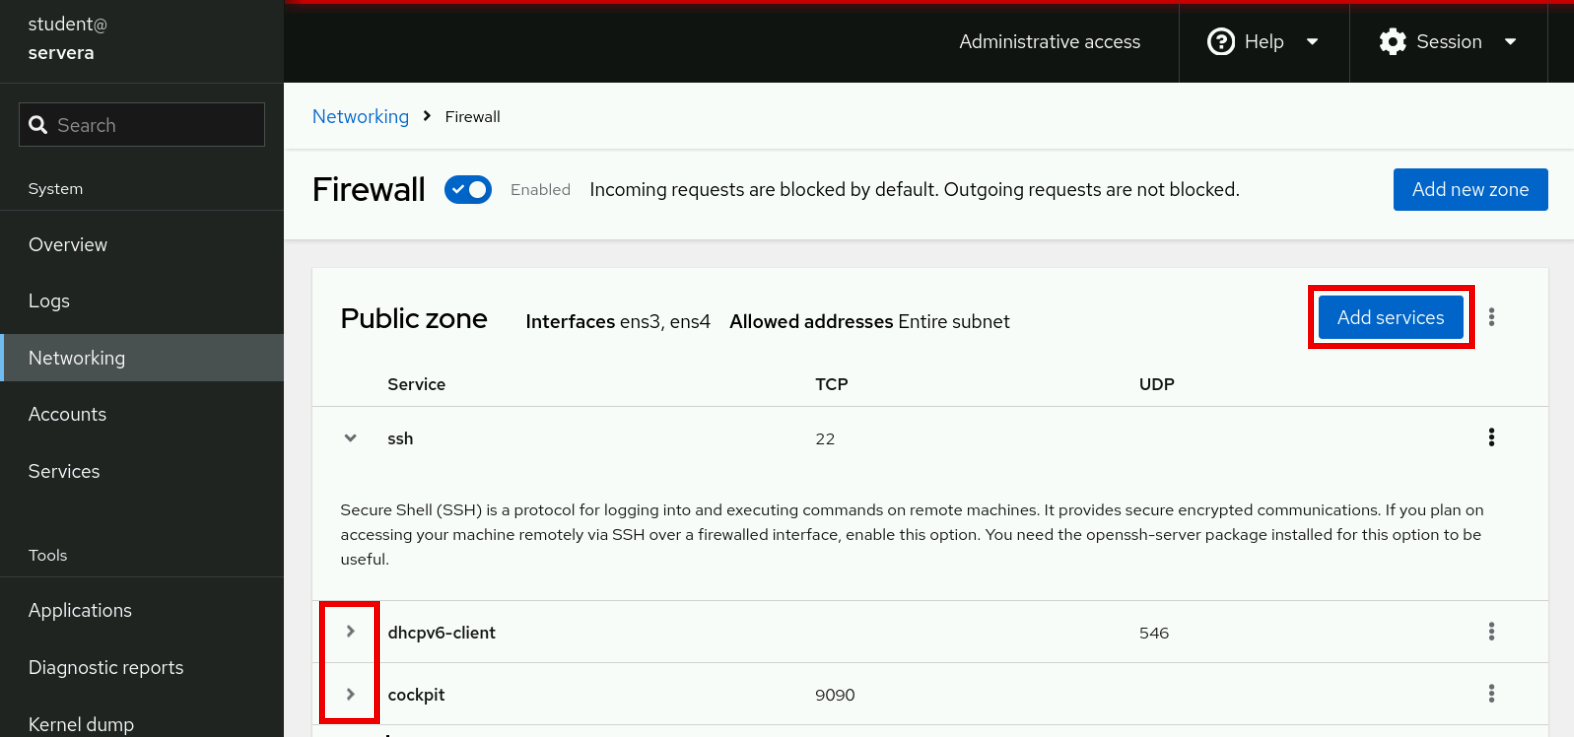 student@
servera
Administrative access
Help
Session
Search
Networking
Firewall
System
Firewall
Enabled
Incoming requests are blocked by default. Outgoing requests are not blocked.
Add new zone
Overview
Logs
Networking
Accounts
Services
Tools
Applications
Diagnostic reports
Kernel dump
Public zone
Interfaces ens3, ens4
Allowed addresses Entire subnet
Add services
Service TCP UDP
ssh 22
Secure Shell (SSH) is a protocol for logging into and executing commands on remote machines. It provides secure encrypted communications. If you plan on
accessing your machine remotely via SSH over a firewalled interface, enable this option. You need the openssh-server package installed for this option to be
useful.
dhcpv6-client 546
cockpit 9090